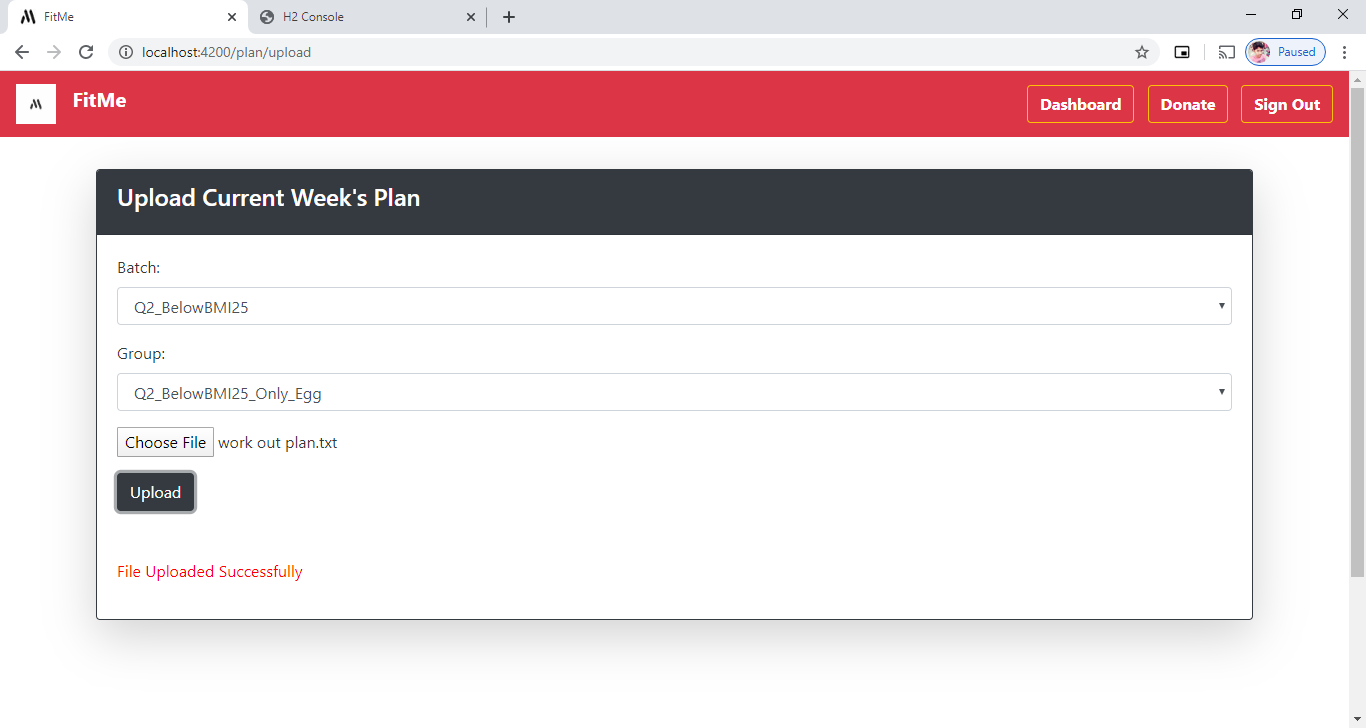 FitMe
H2 Console
localhost:4200/plan/upload
Paused
FitMe
Dashboard
Donate
Sign Out
Upload Current Week's Plan
Batch:
Q2_BelowBMI25
Group:
Q2_BelowBMI25_Only_Egg
Choose File work out plan.txt
Upload
File Uploaded Successfully